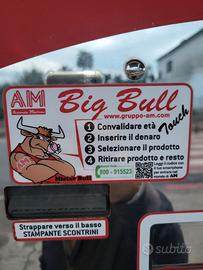 AM
Big Bull
www.gruppo-am.com
1 Convalidare età
2 Inserire il denaro
3 Selezionare il prodotto
4 Ritirare prodotto e resto
Touch
800 - 915523
Mister Bull
Strappare verso il basso
STAMPANTE SCONTRINI
subito